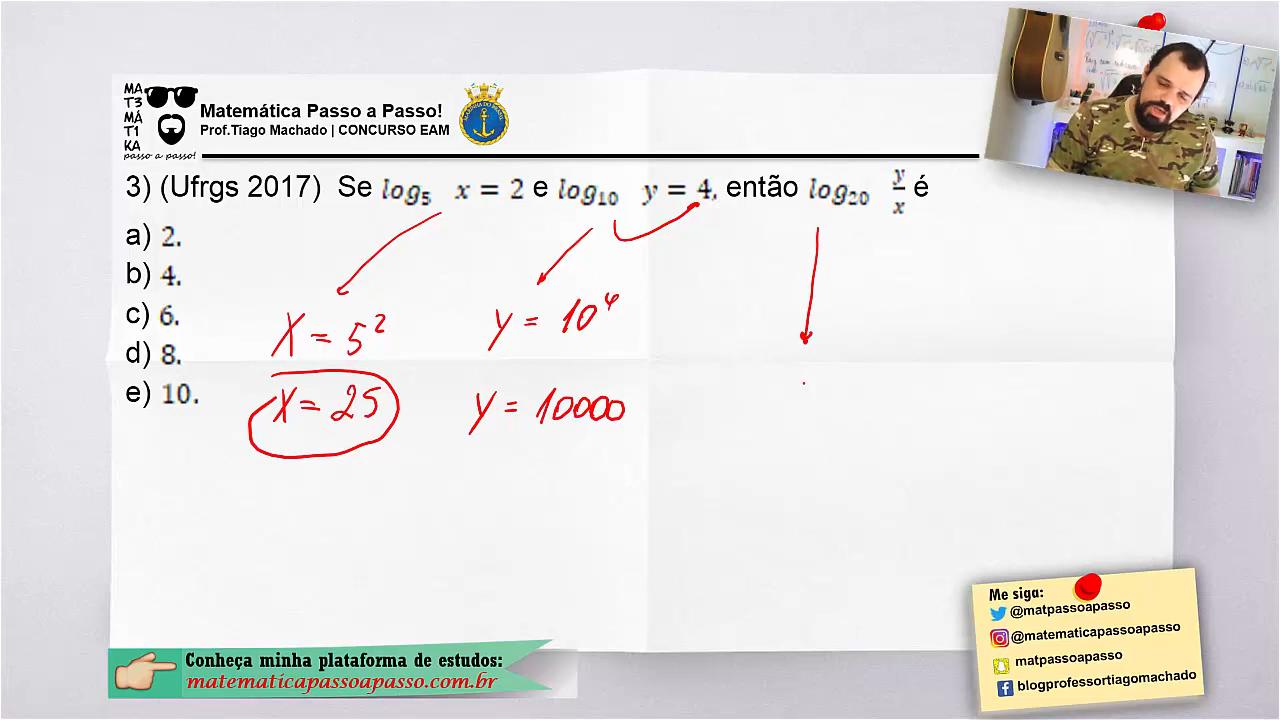 MA
T3
MÁ
T1
KA
passo a passo!
Matemática Passo a Passo!
Prof.Tiago Machado | CONCURSO EAM
3) (Ufrgs 2017) Se log₅ x = 2 e log₁₀ y = 4, então log₂₀ y/x é
a) 2.
b) 4.
c) 6.
d) 8.
e) 10.
X = 5²
y = 10⁴
X = 25
y = 10000
Me siga:
@matpassoapasso
@matematicapassoapasso
matpassoapasso
blogprofessortiagomachado
Conheça minha plataforma de estudos:
matematicapassoapasso.com.br